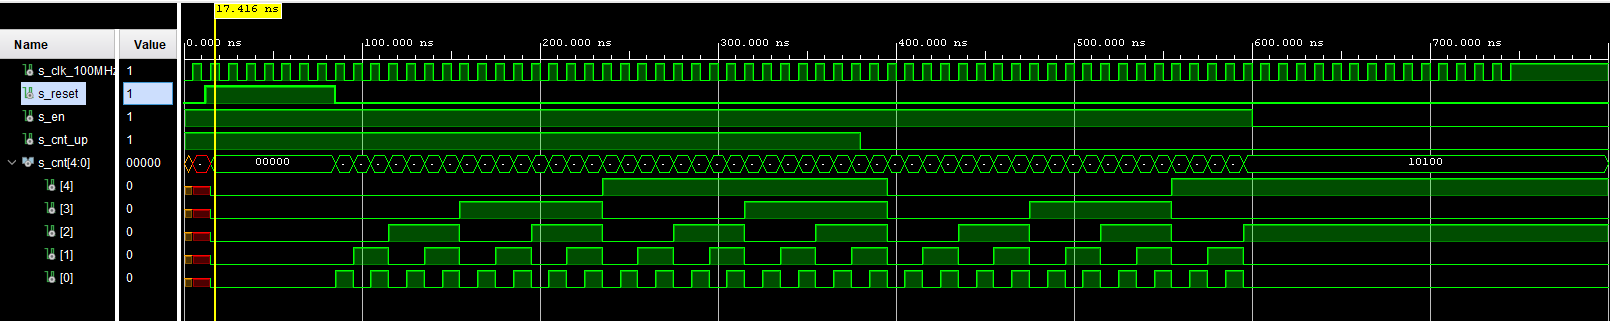 17.416 ns
Name Value 0.000 ns 100.000 ns 200.000 ns 300.000 ns 400.000 ns 500.000 ns 600.000 ns 700.000 ns
s_clk_100MHz 1
s_reset 1
s_en 1
s_cnt_up 1
s_cnt[4:0] 00000 00000 10100
[4] 0
[3] 0
[2] 0
[1] 0
[0] 0